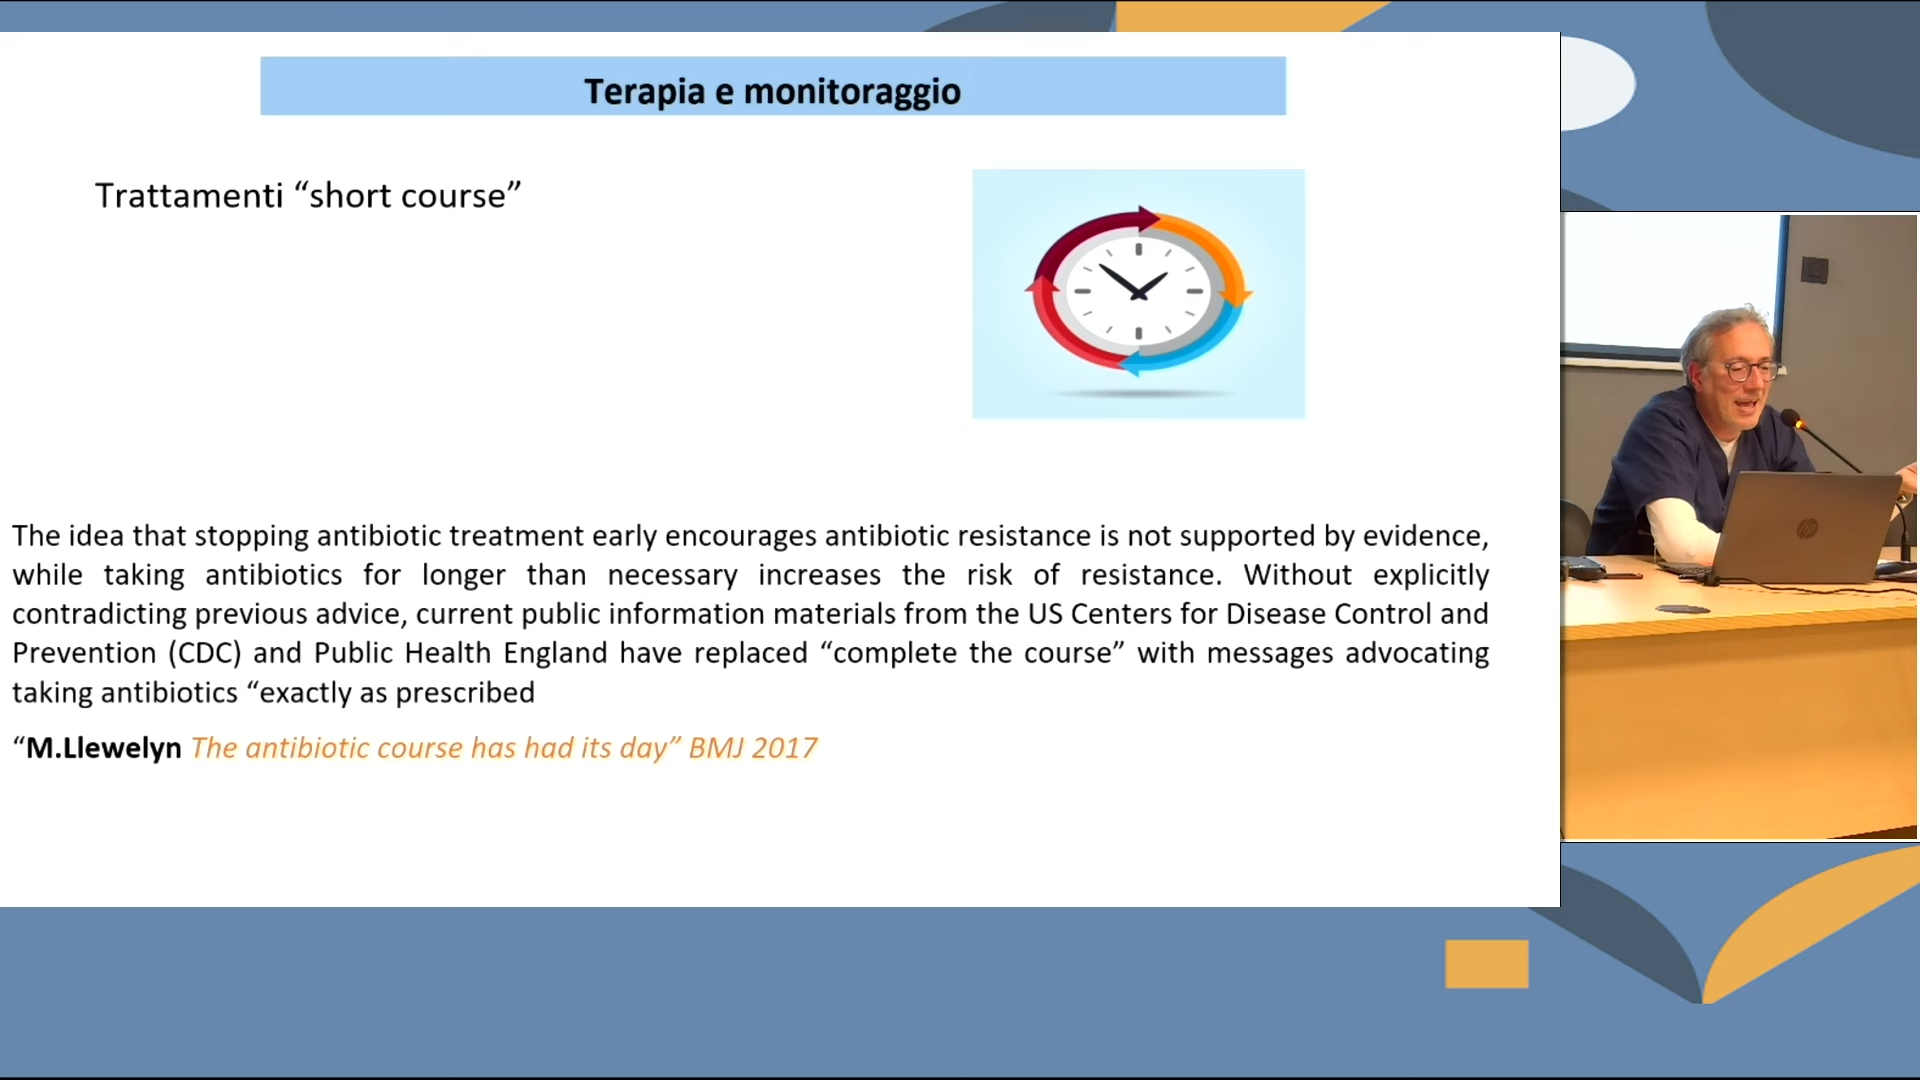 Terapia e monitoraggio
Trattamenti “short course”
The idea that stopping antibiotic treatment early encourages antibiotic resistance is not supported by evidence,
while taking antibiotics for longer than necessary increases the risk of resistance. Without explicitly
contradicting previous advice, current public information materials from the US Centers for Disease Control and
Prevention (CDC) and Public Health England have replaced “complete the course” with messages advocating
taking antibiotics “exactly as prescribed
“M.Llewelyn The antibiotic course has had its day” BMJ 2017
hp